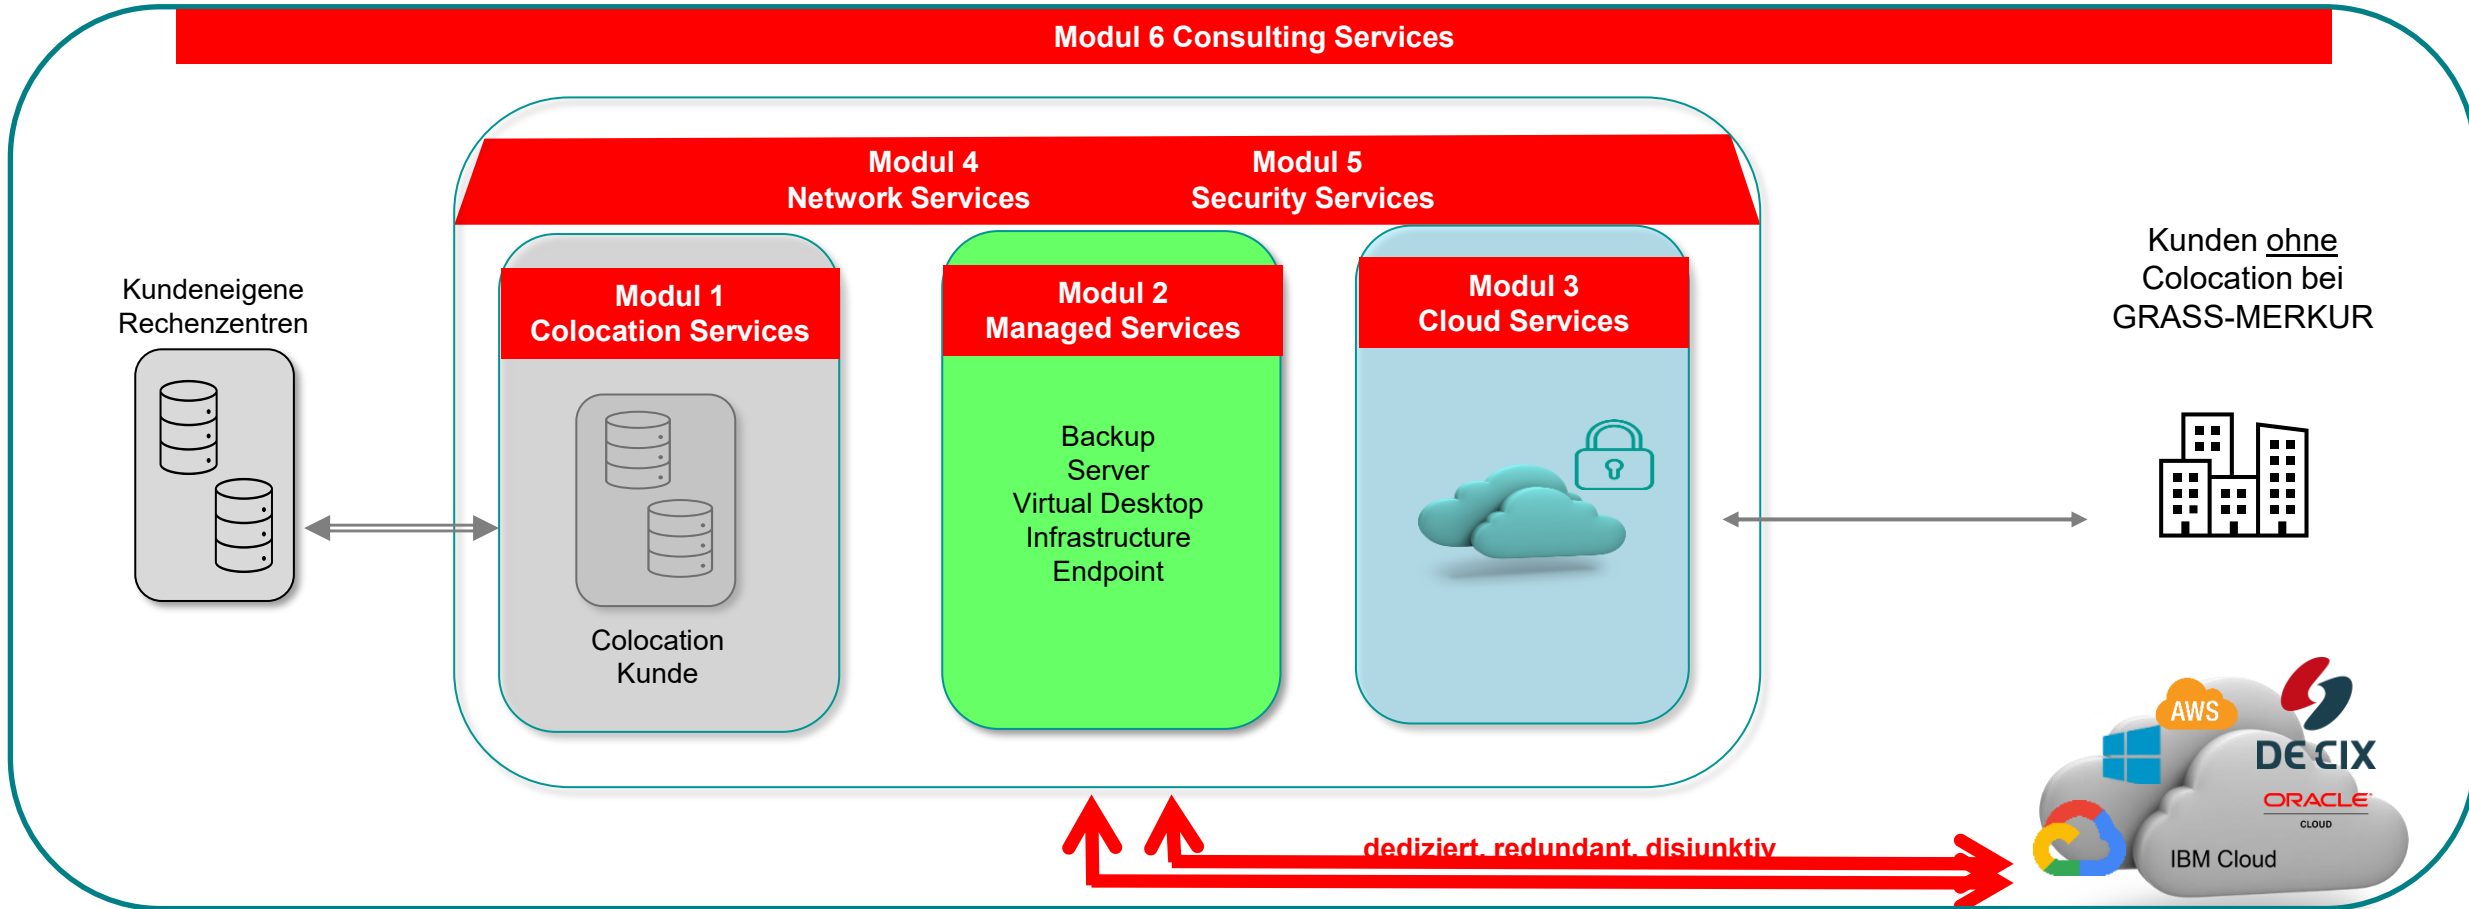 Modul 6 Consulting Services
Modul 4
Network Services
Modul 5
Security Services
Kundeneigene
Rechenzentren
Modul 1
Colocation Services
Colocation
Kunde
Modul 2
Managed Services
Backup
Server
Virtual Desktop
Infrastructure
Endpoint
Modul 3
Cloud Services
Kunden ohne
Colocation bei
GRASS-MERKUR
dediziert, redundant, disjunktiv
AWS
DE-CIX
ORACLE
CLOUD
IBM Cloud